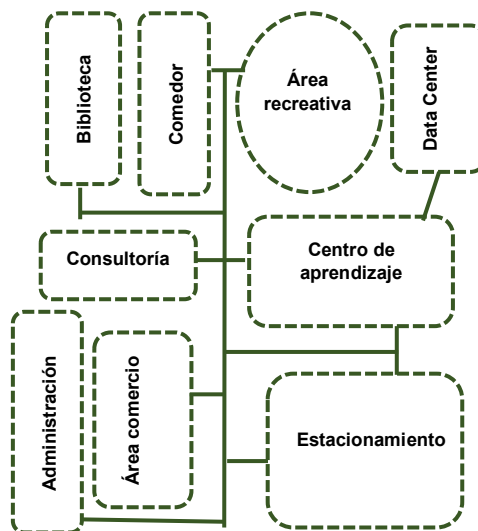 Biblioteca
Comedor
Área
recreativa
Data Center
Consultoría
Centro de
aprendizaje
Administración
Área comercio
Estacionamiento